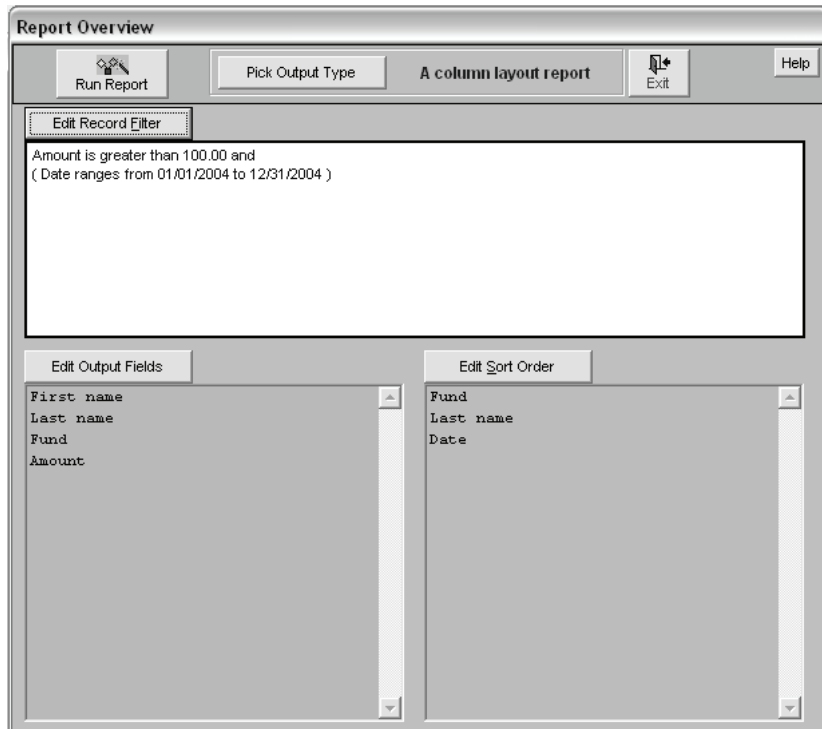 Report Overview
Run Report
Pick Output Type
A column layout report
Exit
Help
Edit Record Filter
Amount is greater than 100.00 and
( Date ranges from 01/01/2004 to 12/31/2004 )
Edit Output Fields
Edit Sort Order
First name
Last name
Fund
Amount
Fund
Last name
Date